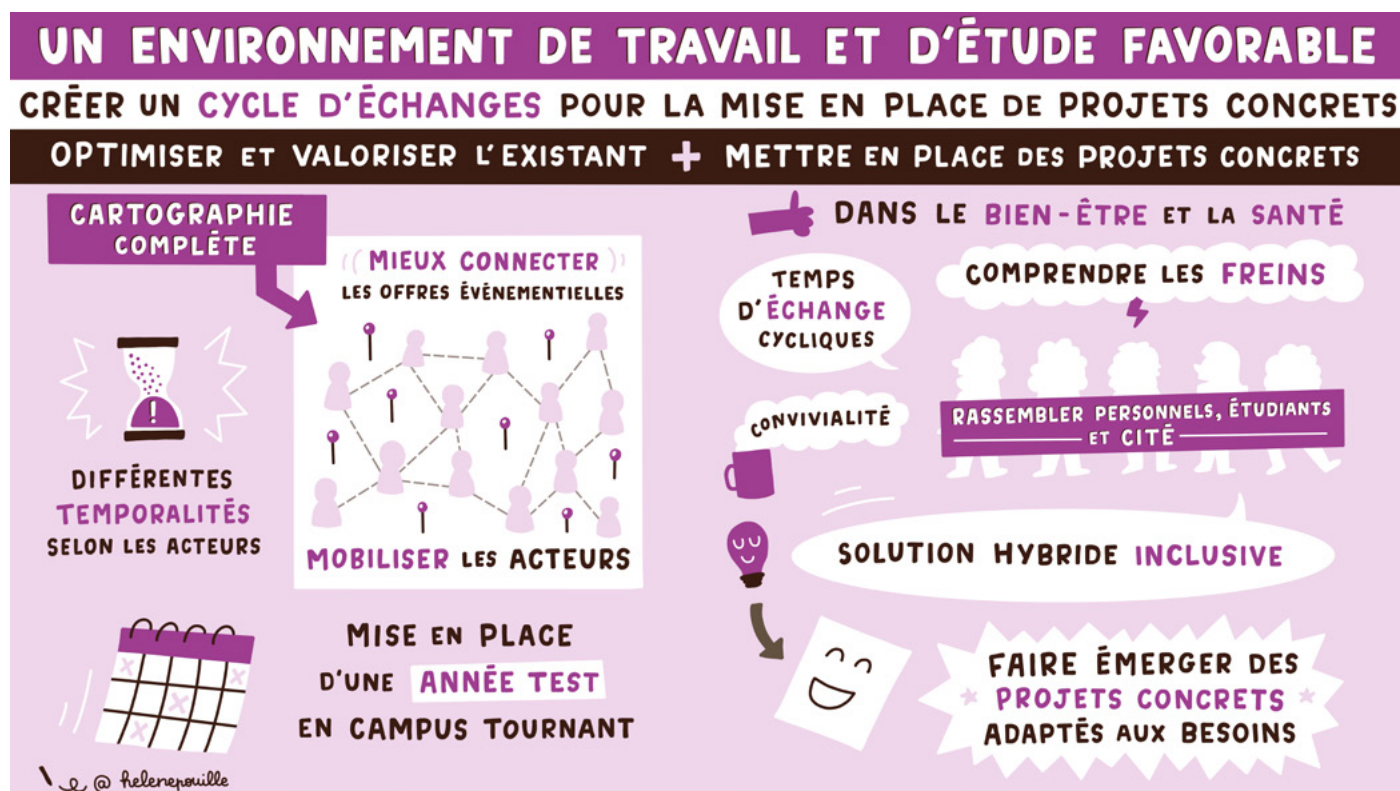 UN ENVIRONNEMENT DE TRAVAIL ET D'ÉTUDE FAVORABLE
CRÉER UN CYCLE D'ÉCHANGES POUR LA MISE EN PLACE DE PROJETS CONCRETS
OPTIMISER ET VALORISER L'EXISTANT + METTRE EN PLACE DES PROJETS CONCRETS
CARTOGRAPHIE
COMPLÈTE
MIEUX CONNECTER
LES OFFRES ÉVÉNEMENTIELLES
!
DIFFÉRENTES
TEMPORALITÉS
SELON LES ACTEURS
MOBILISER LES ACTEURS
MISE EN PLACE
D'UNE ANNÉE TEST
EN CAMPUS TOURNANT
DANS LE BIEN-ÊTRE ET LA SANTÉ
TEMPS
D'ÉCHANGE
CYCLIQUES
COMPRENDRE LES FREINS
CONVIVIALITÉ
RASSEMBLER PERSONNELS, ÉTUDIANTS
ET CITÉ
SOLUTION HYBRIDE INCLUSIVE
FAIRE ÉMERGER DES
PROJETS CONCRETS
ADAPTÉS AUX BESOINS
@helenepouille